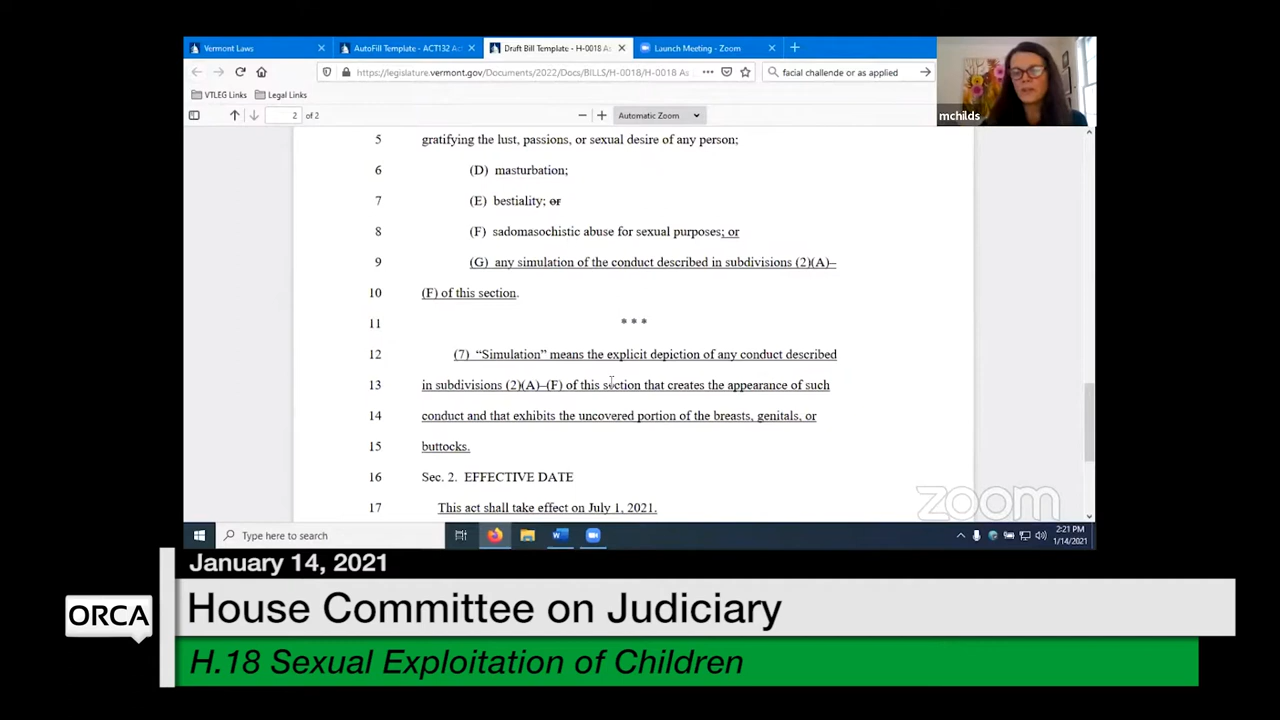 Vermont Laws
AutoFill Template - ACT132 Ac
Draft Bill Template - H-0018 As
Launch Meeting - Zoom
https://legislature.vermont.gov/Documents/2022/Docs/BILLS/H-0018/H-0018 As
facial challende or as applied
VTLEG Links
Legal Links
2 of 2
Automatic Zoom
mchilds
5 gratifying the lust, passions, or sexual desire of any person;
6 (D) masturbation;
7 (E) bestiality; or
8 (F) sadomasochistic abuse for sexual purposes; or
9 (G) any simulation of the conduct described in subdivisions (2)(A)–
10 (F) of this section.
11 * * *
12 (7) “Simulation” means the explicit depiction of any conduct described
13 in subdivisions (2)(A)–(F) of this section that creates the appearance of such
14 conduct and that exhibits the uncovered portion of the breasts, genitals, or
15 buttocks.
16 Sec. 2. EFFECTIVE DATE
17 This act shall take effect on July 1, 2021.
zoom
Type here to search
2:21 PM
1/14/2021
January 14, 2021
ORCA
House Committee on Judiciary
H.18 Sexual Exploitation of Children